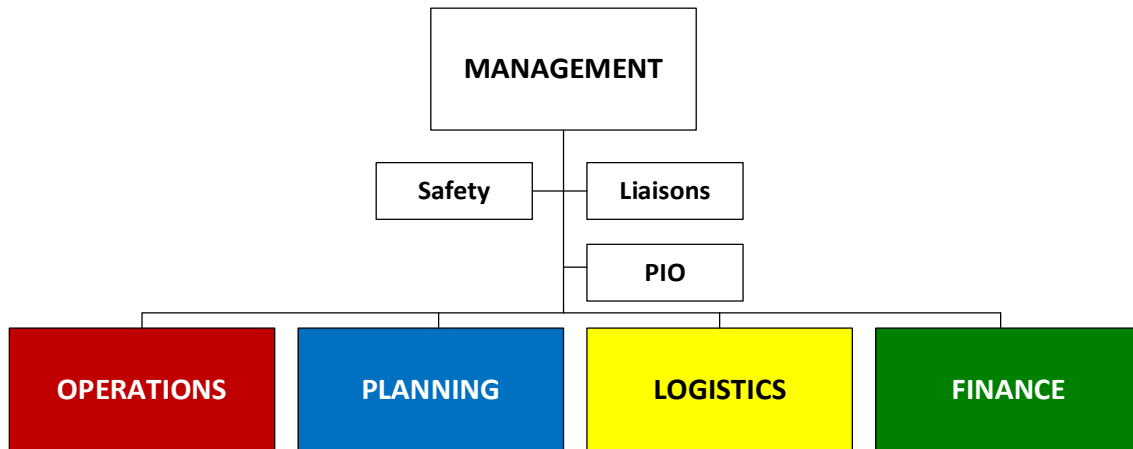 MANAGEMENT
Safety
Liaisons
PIO
OPERATIONS
PLANNING
LOGISTICS
FINANCE